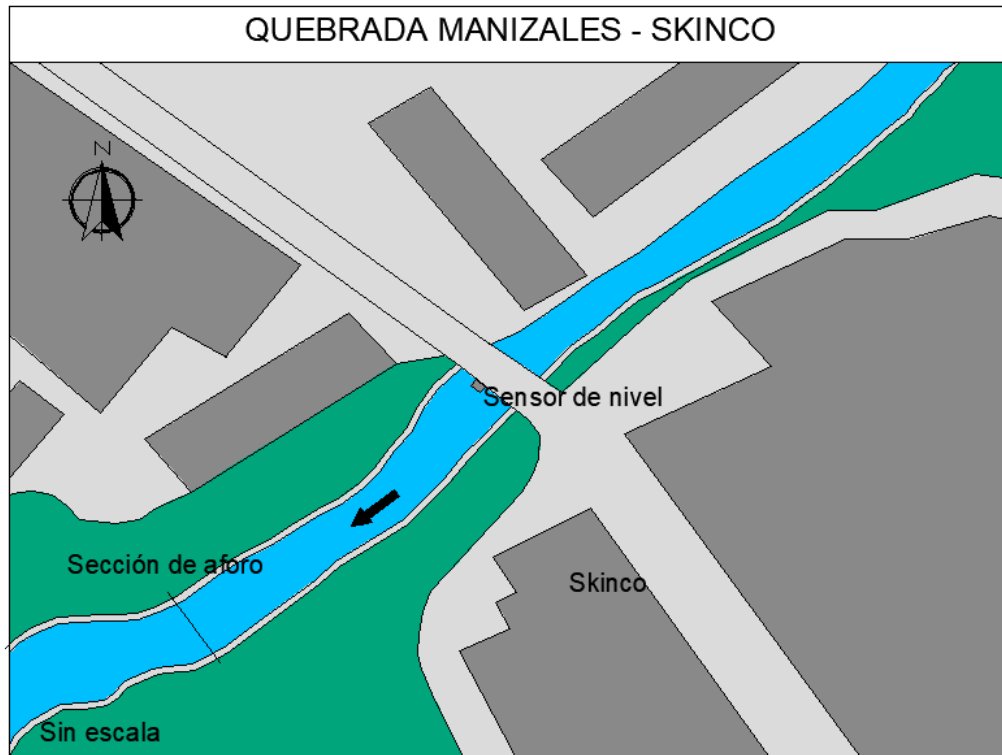 QUEBRADA MANIZALES - SKINCO
N
Sensor de nivel
Sección de aforo
Skinco
Sin escala